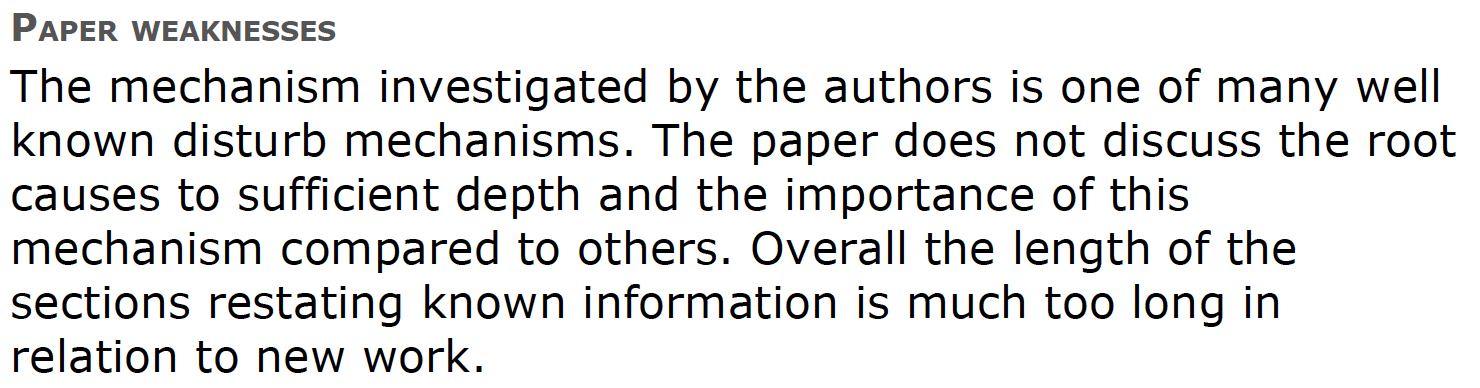 Paper weaknesses
The mechanism investigated by the authors is one of many well
known disturb mechanisms. The paper does not discuss the root
causes to sufficient depth and the importance of this
mechanism compared to others. Overall the length of the
sections restating known information is much too long in
relation to new work.